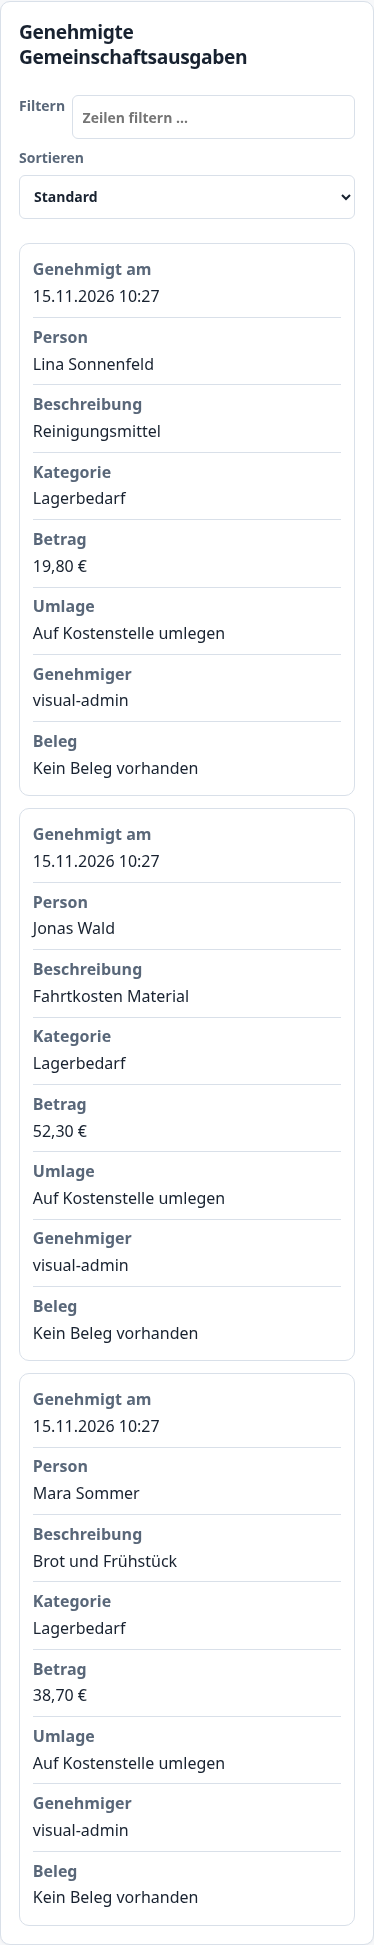 Genehmigte
Gemeinschaftsausgaben
Filtern
Zeilen filtern ...
Sortieren
Standard
Genehmigt am
15.11.2026 10:27
Person
Lina Sonnenfeld
Beschreibung
Reinigungsmittel
Kategorie
Lagerbedarf
Betrag
19,80 €
Umlage
Auf Kostenstelle umlegen
Genehmiger
visual-admin
Beleg
Kein Beleg vorhanden
Genehmigt am
15.11.2026 10:27
Person
Jonas Wald
Beschreibung
Fahrtkosten Material
Kategorie
Lagerbedarf
Betrag
52,30 €
Umlage
Auf Kostenstelle umlegen
Genehmiger
visual-admin
Beleg
Kein Beleg vorhanden
Genehmigt am
15.11.2026 10:27
Person
Mara Sommer
Beschreibung
Brot und Frühstück
Kategorie
Lagerbedarf
Betrag
38,70 €
Umlage
Auf Kostenstelle umlegen
Genehmiger
visual-admin
Beleg
Kein Beleg vorhanden